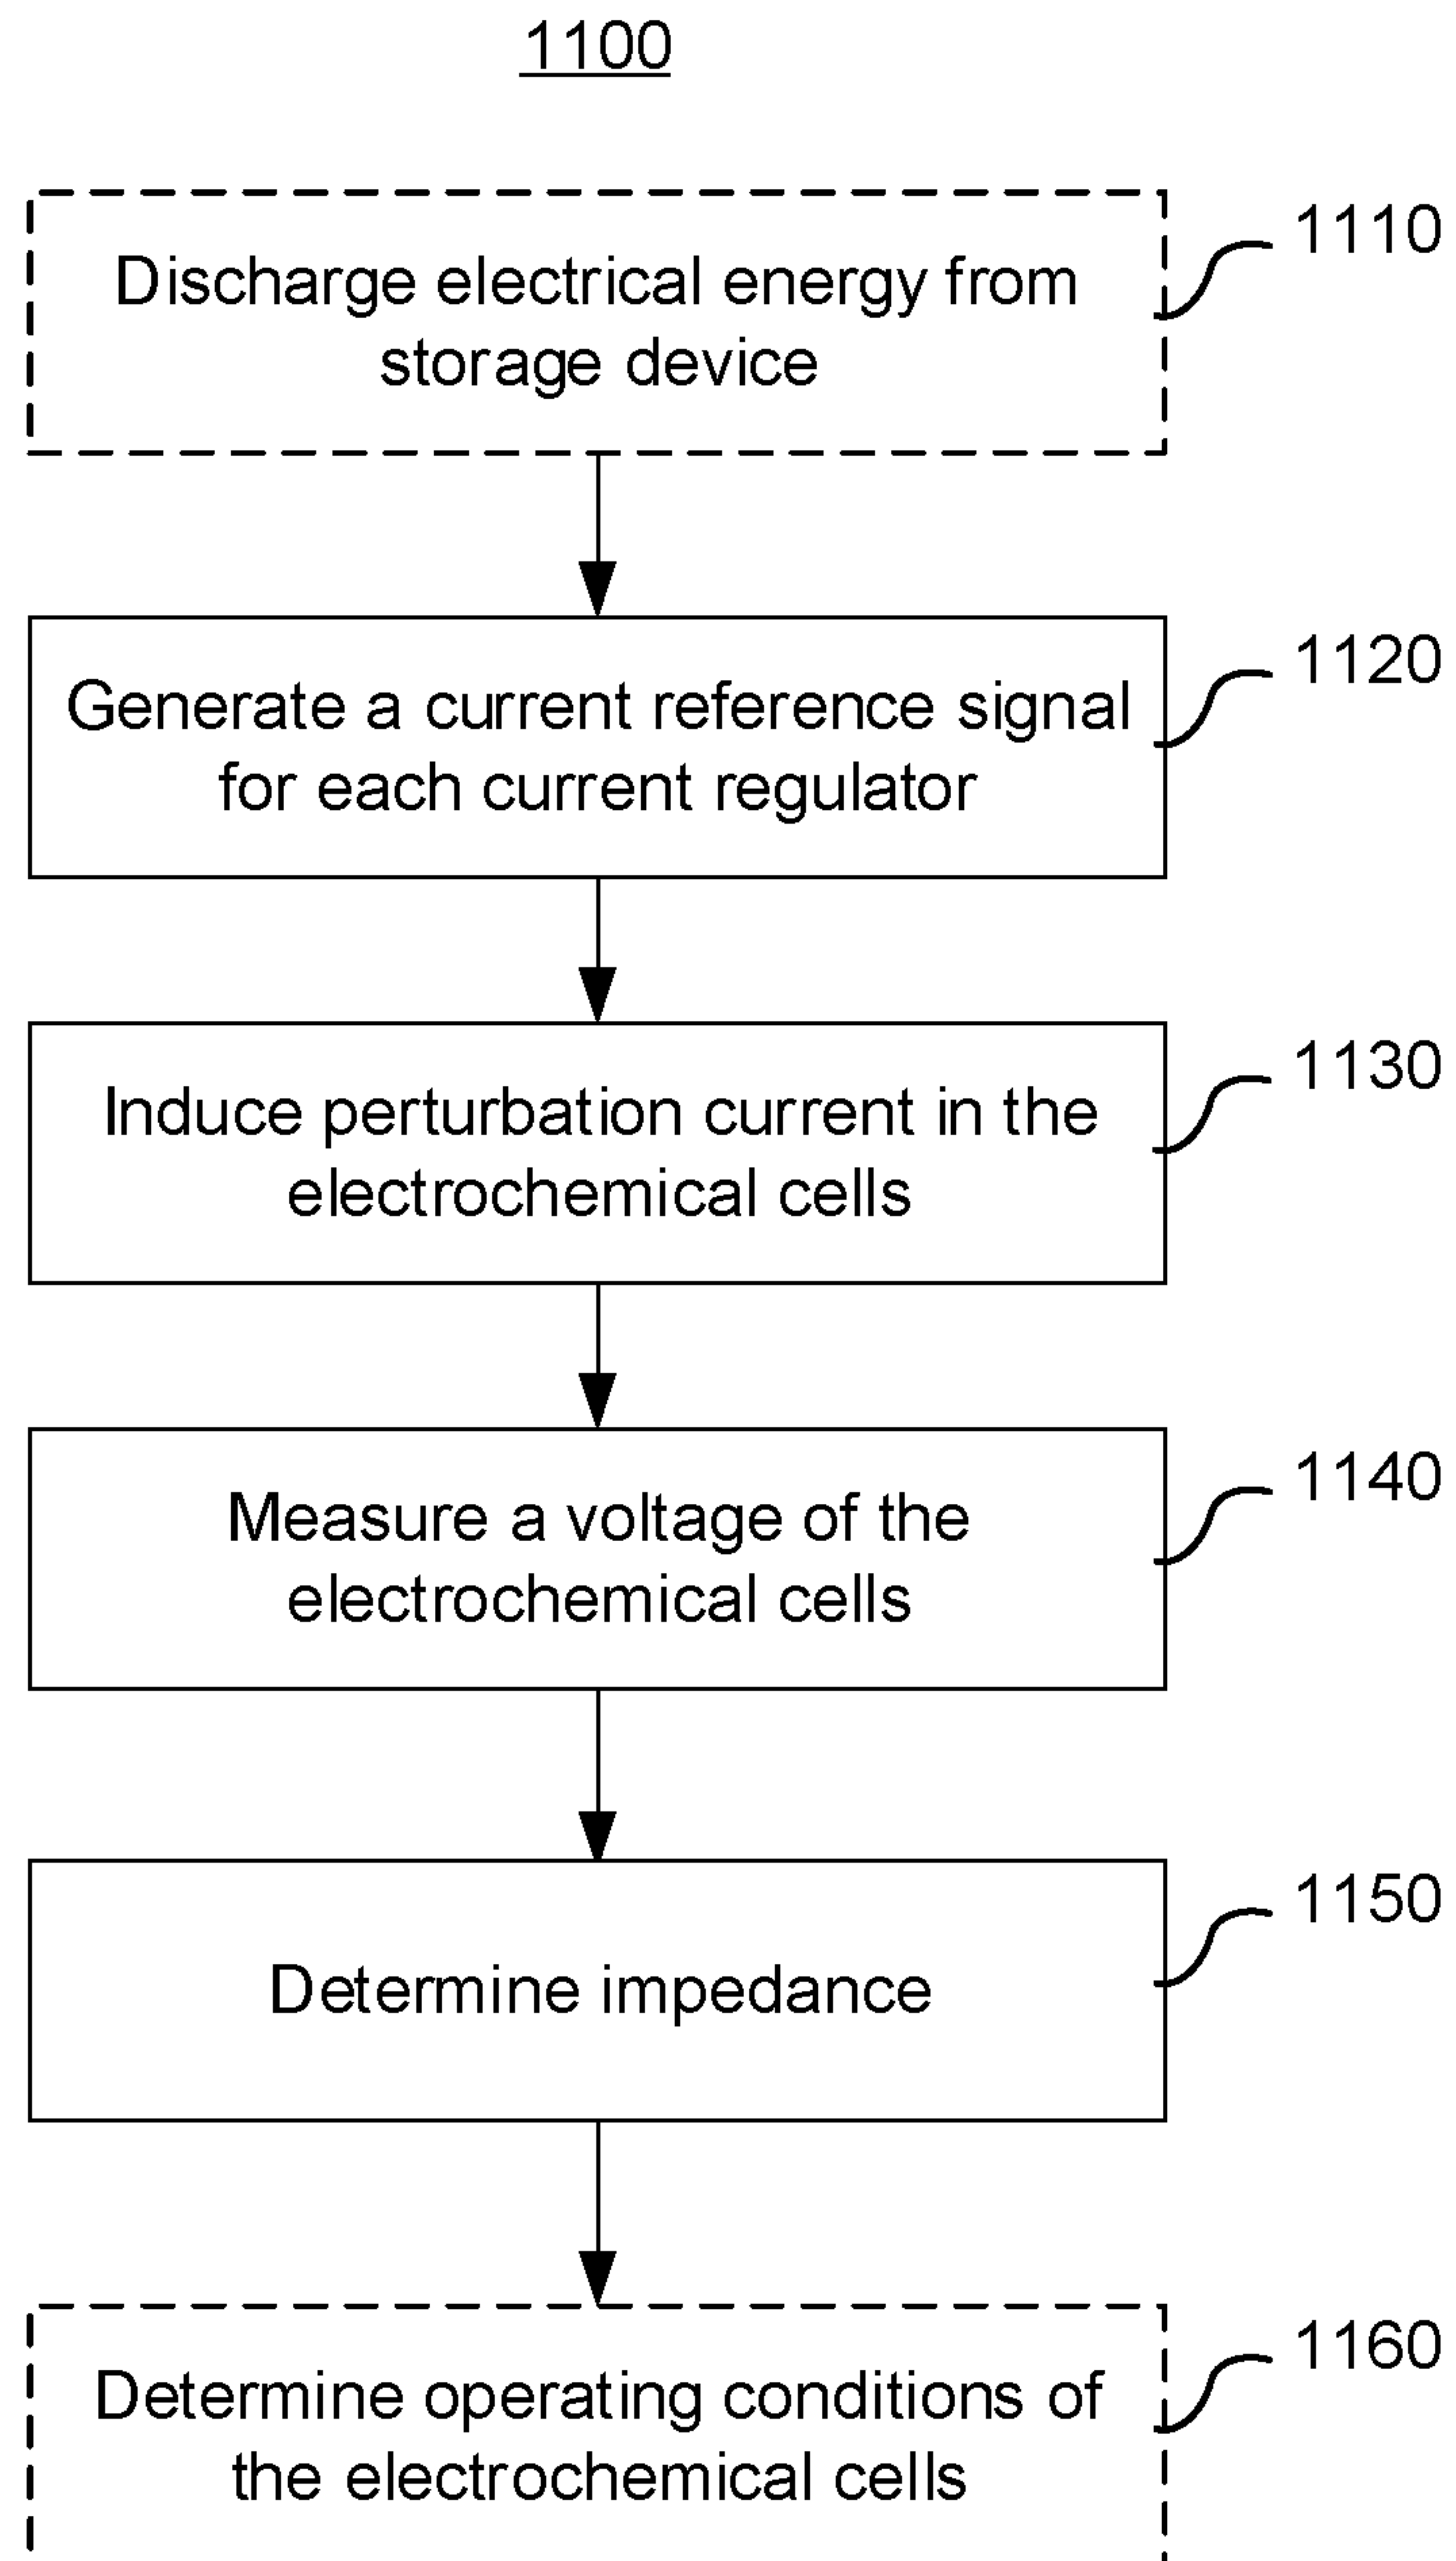 1100
Discharge electrical energy from
storage device
1110
Generate a current reference signal
for each current regulator
1120
Induce perturbation current in the
electrochemical cells
1130
Measure a voltage of the
electrochemical cells
1140
Determine impedance
1150
Determine operating conditions of
the electrochemical cells
1160